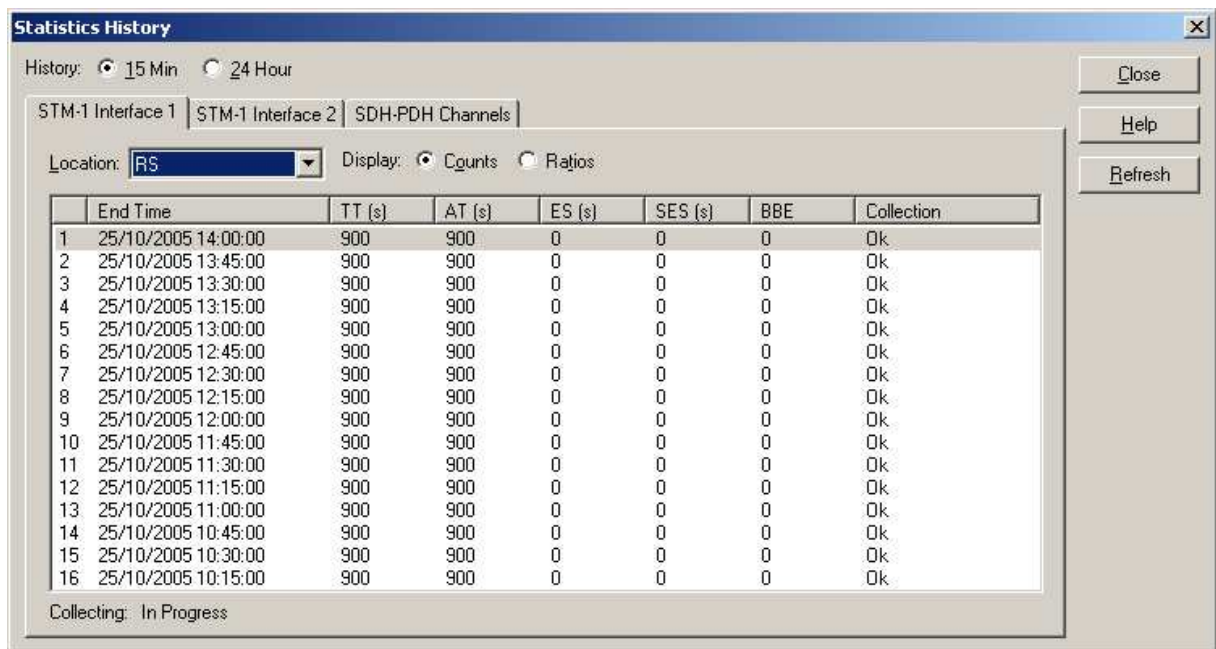 Statistics History
History: 15 Min 24 Hour
Close
STM-1 Interface 1 STM-1 Interface 2 SDH-PDH Channels
Help
Location: RS Display: Counts Ratios
Refresh
End Time TT (s) AT (s) ES (s) SES (s) BBE Collection
1 25/10/2005 14:00:00 900 900 0 0 0 Ok
2 25/10/2005 13:45:00 900 900 0 0 0 Ok
3 25/10/2005 13:30:00 900 900 0 0 0 Ok
4 25/10/2005 13:15:00 900 900 0 0 0 Ok
5 25/10/2005 13:00:00 900 900 0 0 0 Ok
6 25/10/2005 12:45:00 900 900 0 0 0 Ok
7 25/10/2005 12:30:00 900 900 0 0 0 Ok
8 25/10/2005 12:15:00 900 900 0 0 0 Ok
9 25/10/2005 12:00:00 900 900 0 0 0 Ok
10 25/10/2005 11:45:00 900 900 0 0 0 Ok
11 25/10/2005 11:30:00 900 900 0 0 0 Ok
12 25/10/2005 11:15:00 900 900 0 0 0 Ok
13 25/10/2005 11:00:00 900 900 0 0 0 Ok
14 25/10/2005 10:45:00 900 900 0 0 0 Ok
15 25/10/2005 10:30:00 900 900 0 0 0 Ok
16 25/10/2005 10:15:00 900 900 0 0 0 Ok
Collecting: In Progress